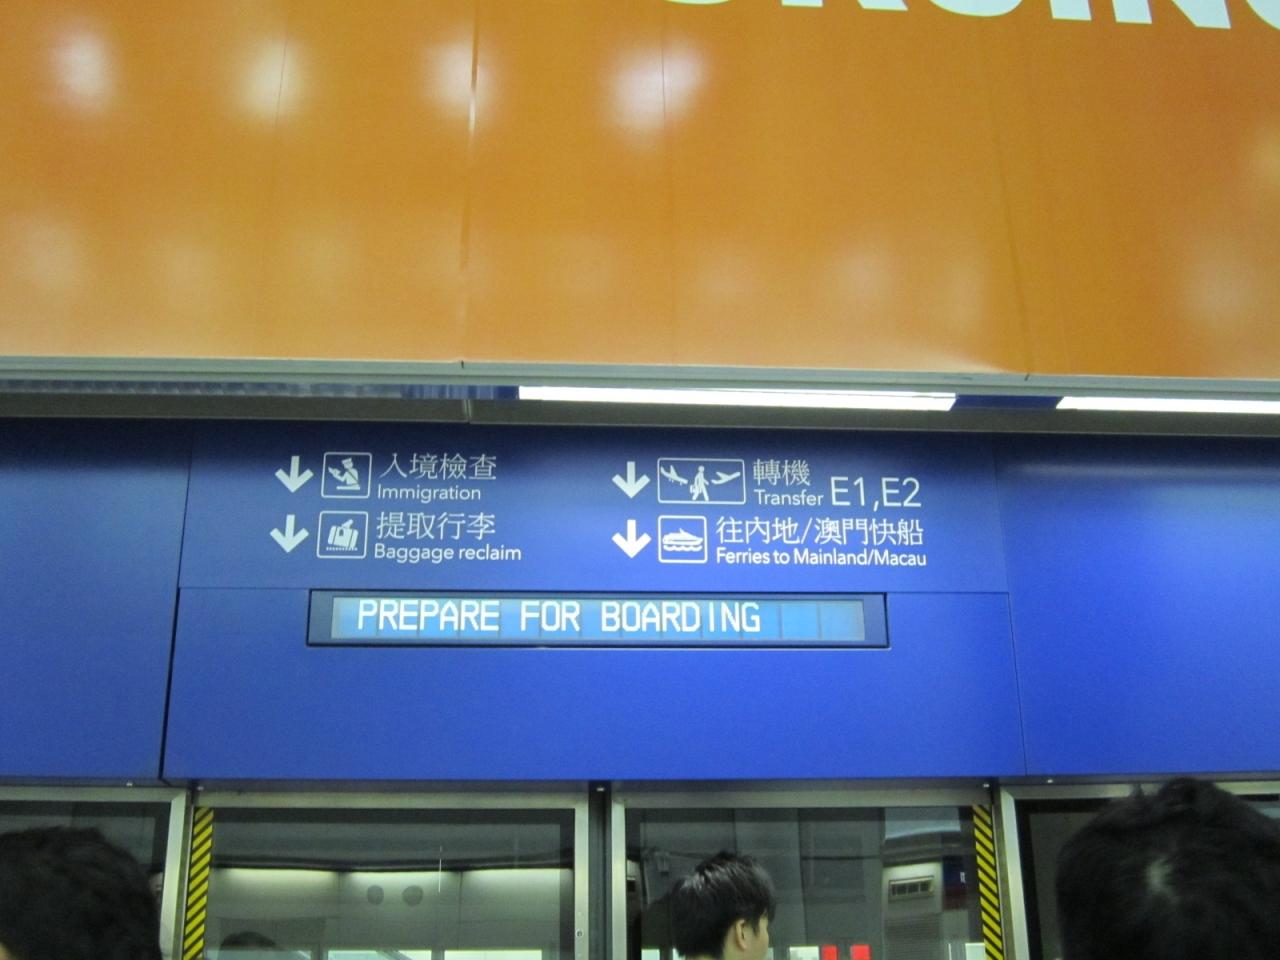 入境檢查
Immigration
提取行李
Baggage reclaim
轉機
Transfer E1,E2
往內地/澳門快船
Ferries to Mainland/Macau
PREPARE FOR BOARDING